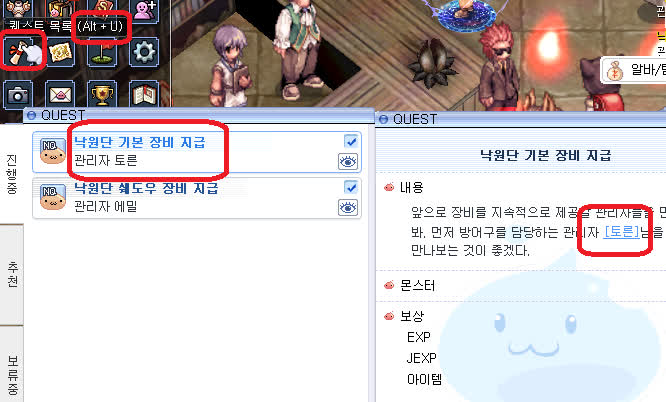 퀘스트 목록 (Alt + U)
알바/팀
QUEST
낙원단 기본 장비 지급
관리자 토른
낙원단 쉐도우 장비 지급
관리자 에밀
진행중
추천
보류중
QUEST
낙원단 기본 장비 지급
내용
앞으로 장비를 지속적으로 제공할 관리자들을 만
봐. 먼저 방어구를 담당하는 관리자 [토른]님을
만나보는 것이 좋겠다.
몬스터
보상
EXP
JEXP
아이템